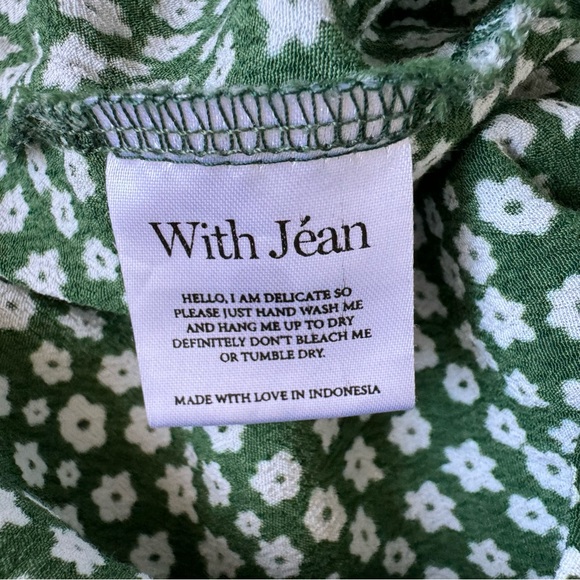 With Jéan
HELLO, I AM DELICATE SO
PLEASE JUST HAND WASH ME
AND HANG ME UP TO DRY
DEFINITELY DON'T BLEACH ME
OR TUMBLE DRY.
MADE WITH LOVE IN INDONESIA